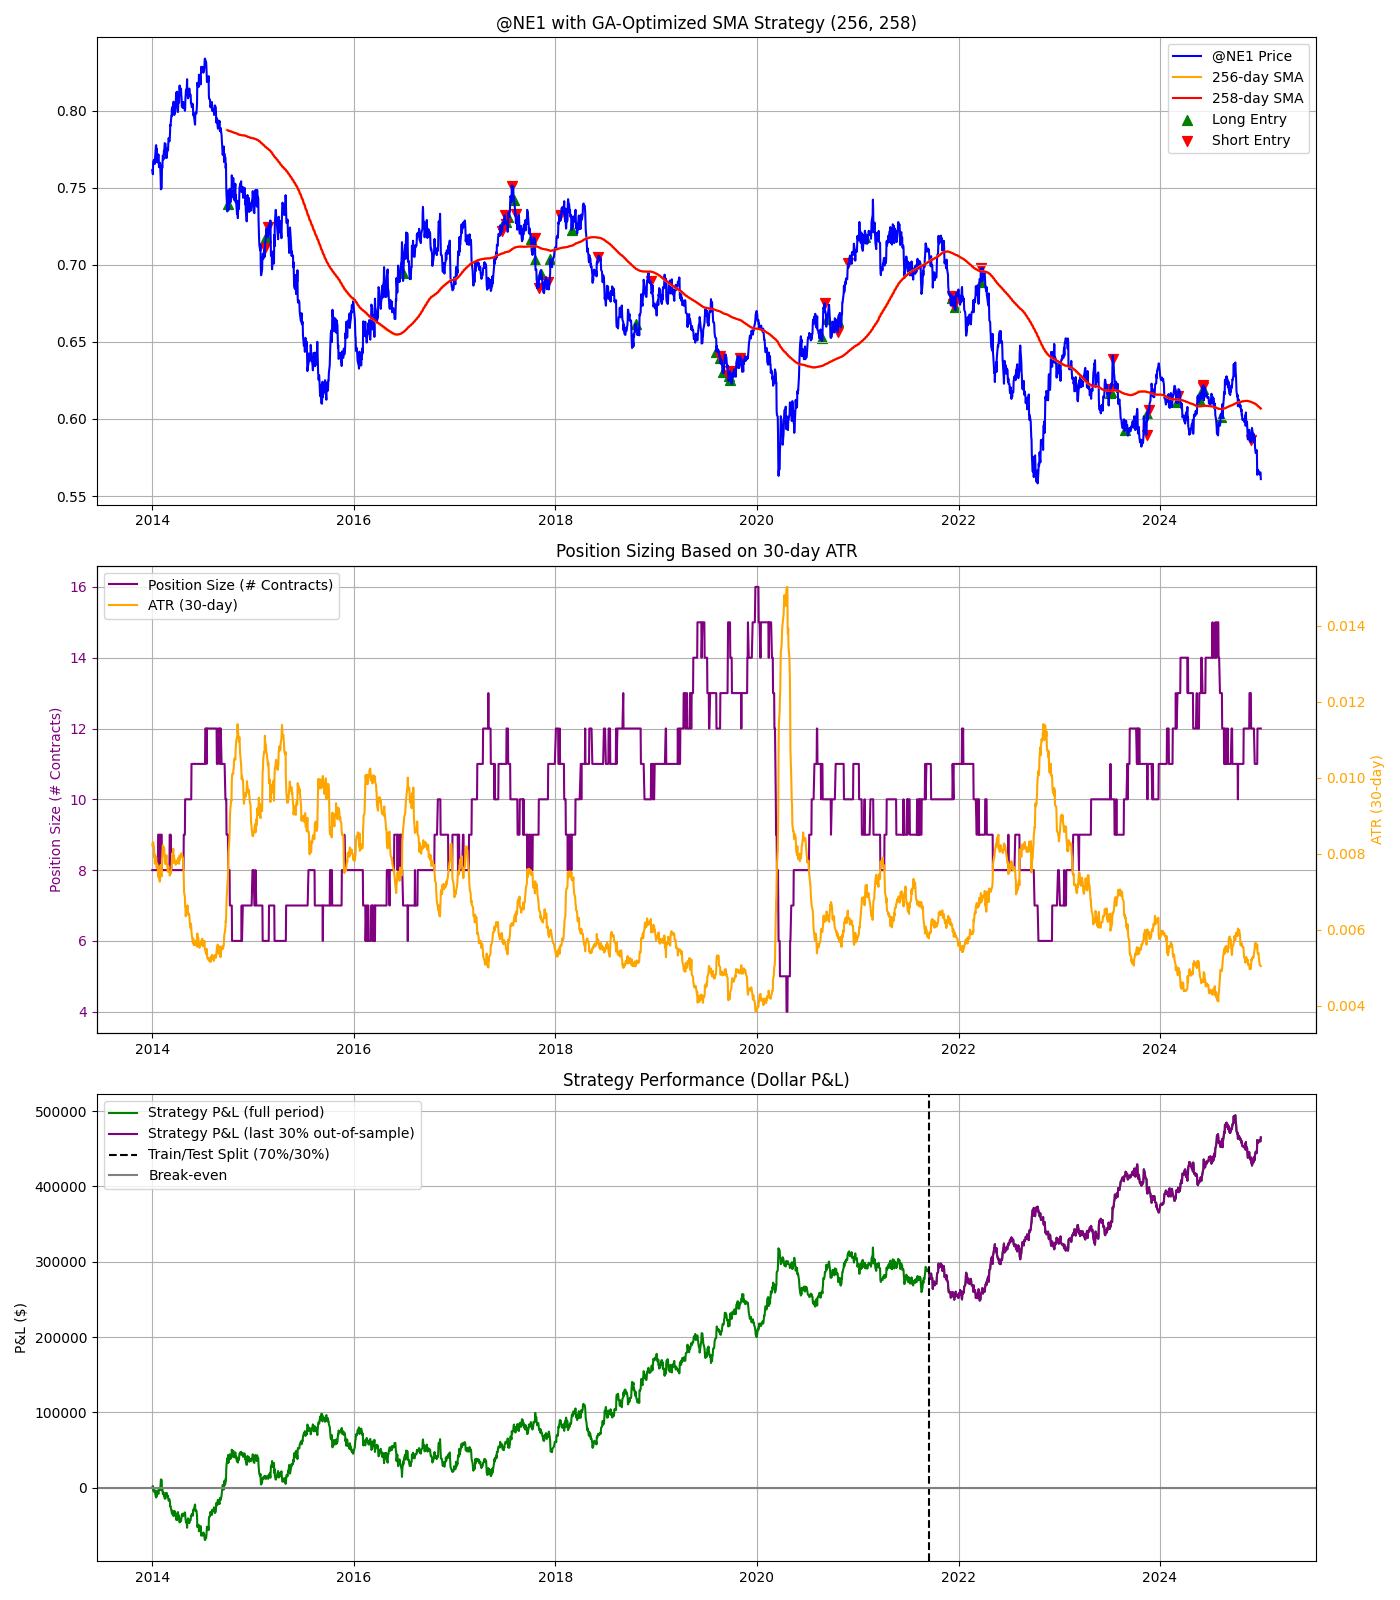 @NE1 with GA-Optimized SMA Strategy (256, 258)
@NE1 Price
256-day SMA
258-day SMA
Long Entry
Short Entry
0.80
0.75
0.70
0.65
0.60
0.55
2014 2016 2018 2020 2022 2024
Position Sizing Based on 30-day ATR
Position Size (# Contracts)
ATR (30-day)
16
14
12
10
8
6
4
Position Size (# Contracts)
0.014
0.012
0.010
0.008
0.006
0.004
ATR (30-day)
2014 2016 2018 2020 2022 2024
Strategy Performance (Dollar P&L)
Strategy P&L (full period)
Strategy P&L (last 30% out-of-sample)
Train/Test Split (70%/30%)
Break-even
500000
400000
300000
200000
100000
0
P&L ($)
2014 2016 2018 2020 2022 2024